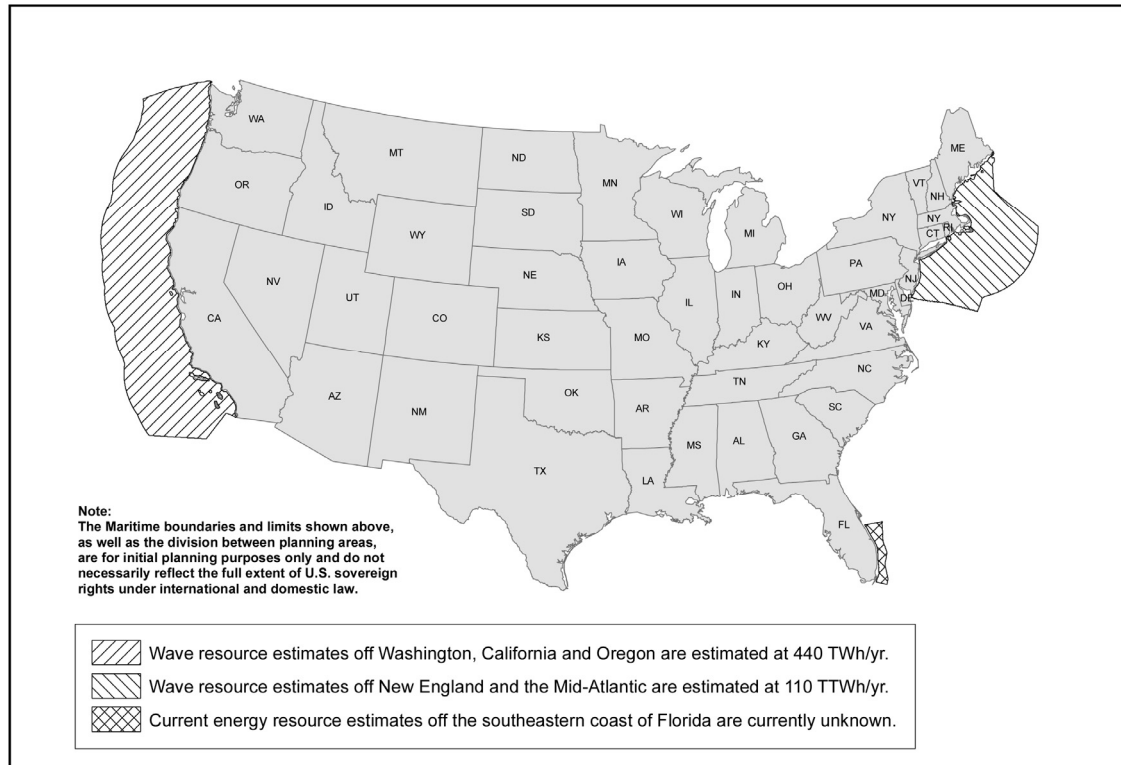 WA
MT
ND
MN
ME
OR
ID
SD
WI
VT
NH
WY
MI
NY
NY
CT
RI
NE
IA
PA
NJ
NV
UT
CO
IL
IN
OH
MD
DE
CA
KS
MO
WV
VA
KY
AZ
NM
OK
AR
TN
NC
SC
TX
MS
AL
GA
LA
FL
Note:
The Maritime boundaries and limits shown above,
as well as the division between planning areas,
are for initial planning purposes only and do not
necessarily reflect the full extent of U.S. sovereign
rights under international and domestic law.
Wave resource estimates off Washington, California and Oregon are estimated at 440 TWh/yr.
Wave resource estimates off New England and the Mid-Atlantic are estimated at 110 TTWh/yr.
Current energy resource estimates off the southeastern coast of Florida are currently unknown.